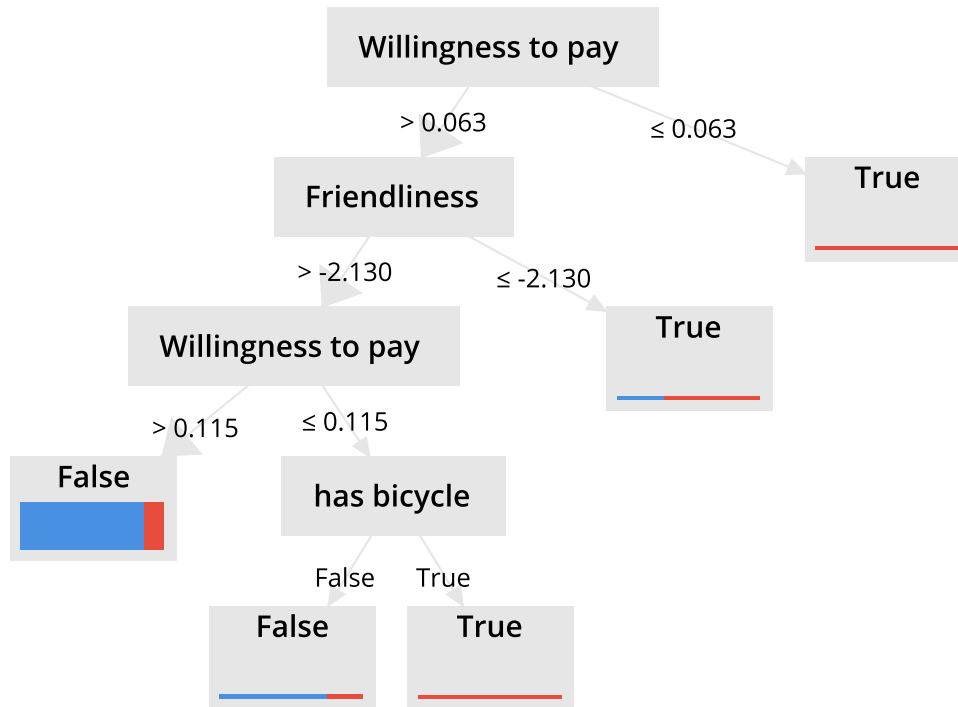 Willingness to pay
> 0.063
≤ 0.063
Friendliness
True
> -2.130
≤ -2.130
Willingness to pay
True
> 0.115
≤ 0.115
False
has bicycle
False
True
False
True